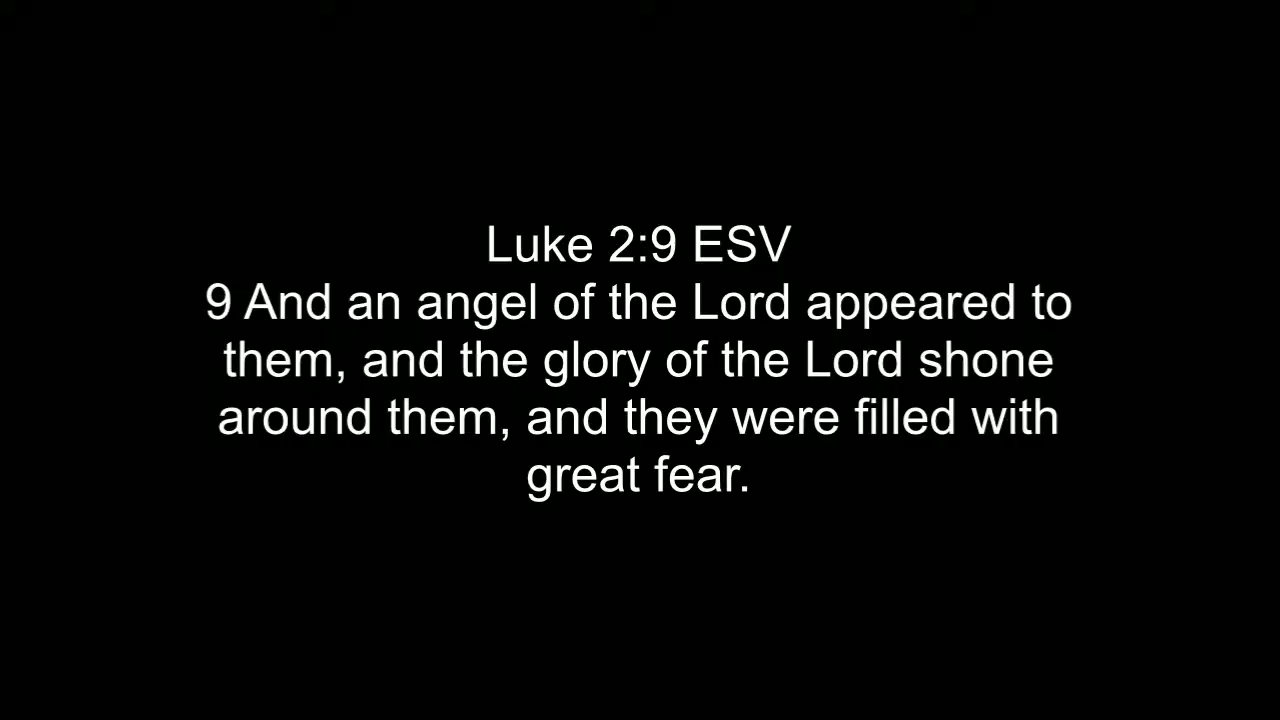 Luke 2:9 ESV
9 And an angel of the Lord appeared to
them, and the glory of the Lord shone
around them, and they were filled with
great fear.